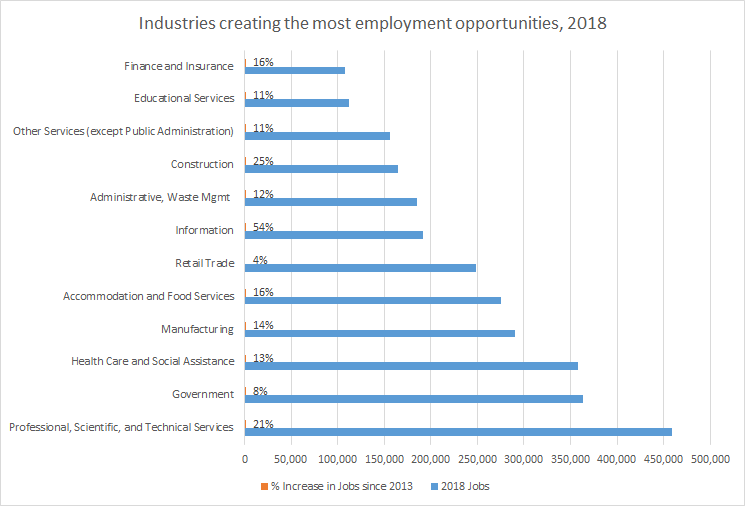 Industries creating the most employment opportunities, 2018
Finance and Insurance 16%
Educational Services 11%
Other Services (except Public Administration) 11%
Construction 25%
Administrative, Waste Mgmt 12%
Information 54%
Retail Trade 4%
Accommodation and Food Services 16%
Manufacturing 14%
Health Care and Social Assistance 13%
Government 8%
Professional, Scientific, and Technical Services 21%
0 50,000 100,000 150,000 200,000 250,000 300,000 350,000 400,000 450,000 500,000
% Increase in Jobs since 2013 2018 Jobs